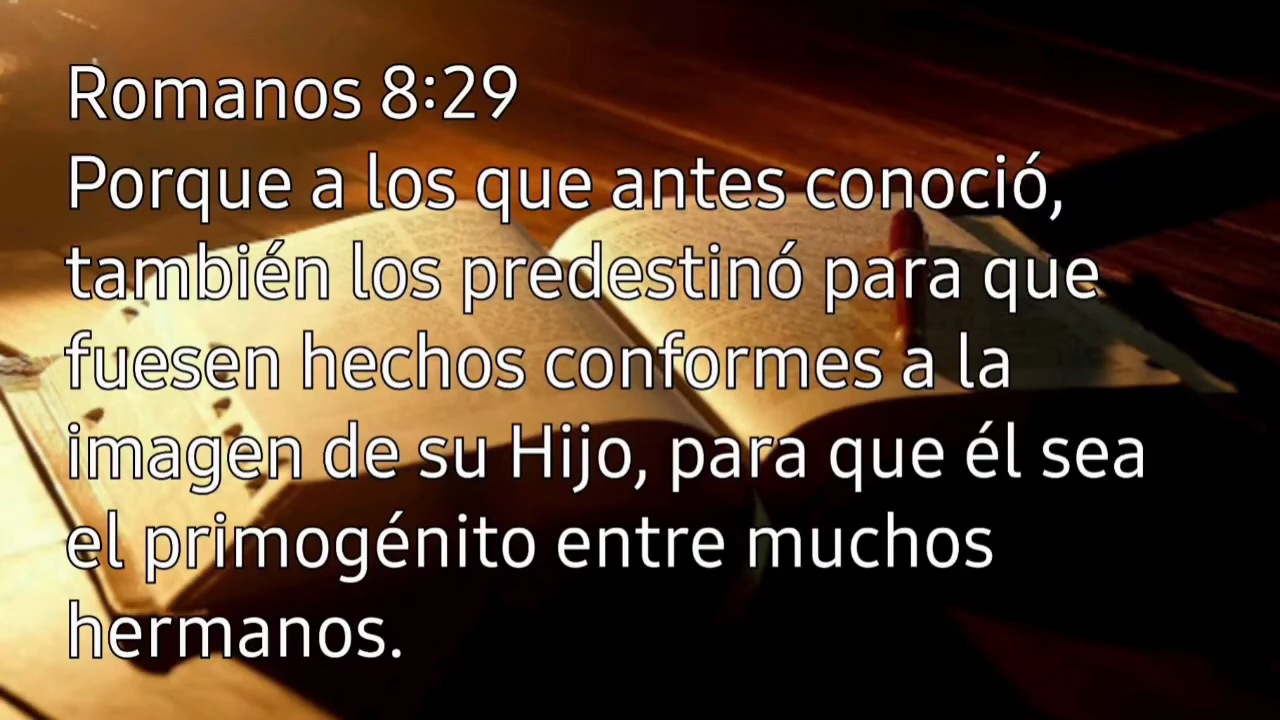 Romanos 8:29
Porque a los que antes conoció,
también los predestinó para que
fuesen hechos conformes a la
imagen de su Hijo, para que él sea
el primogénito entre muchos
hermanos.